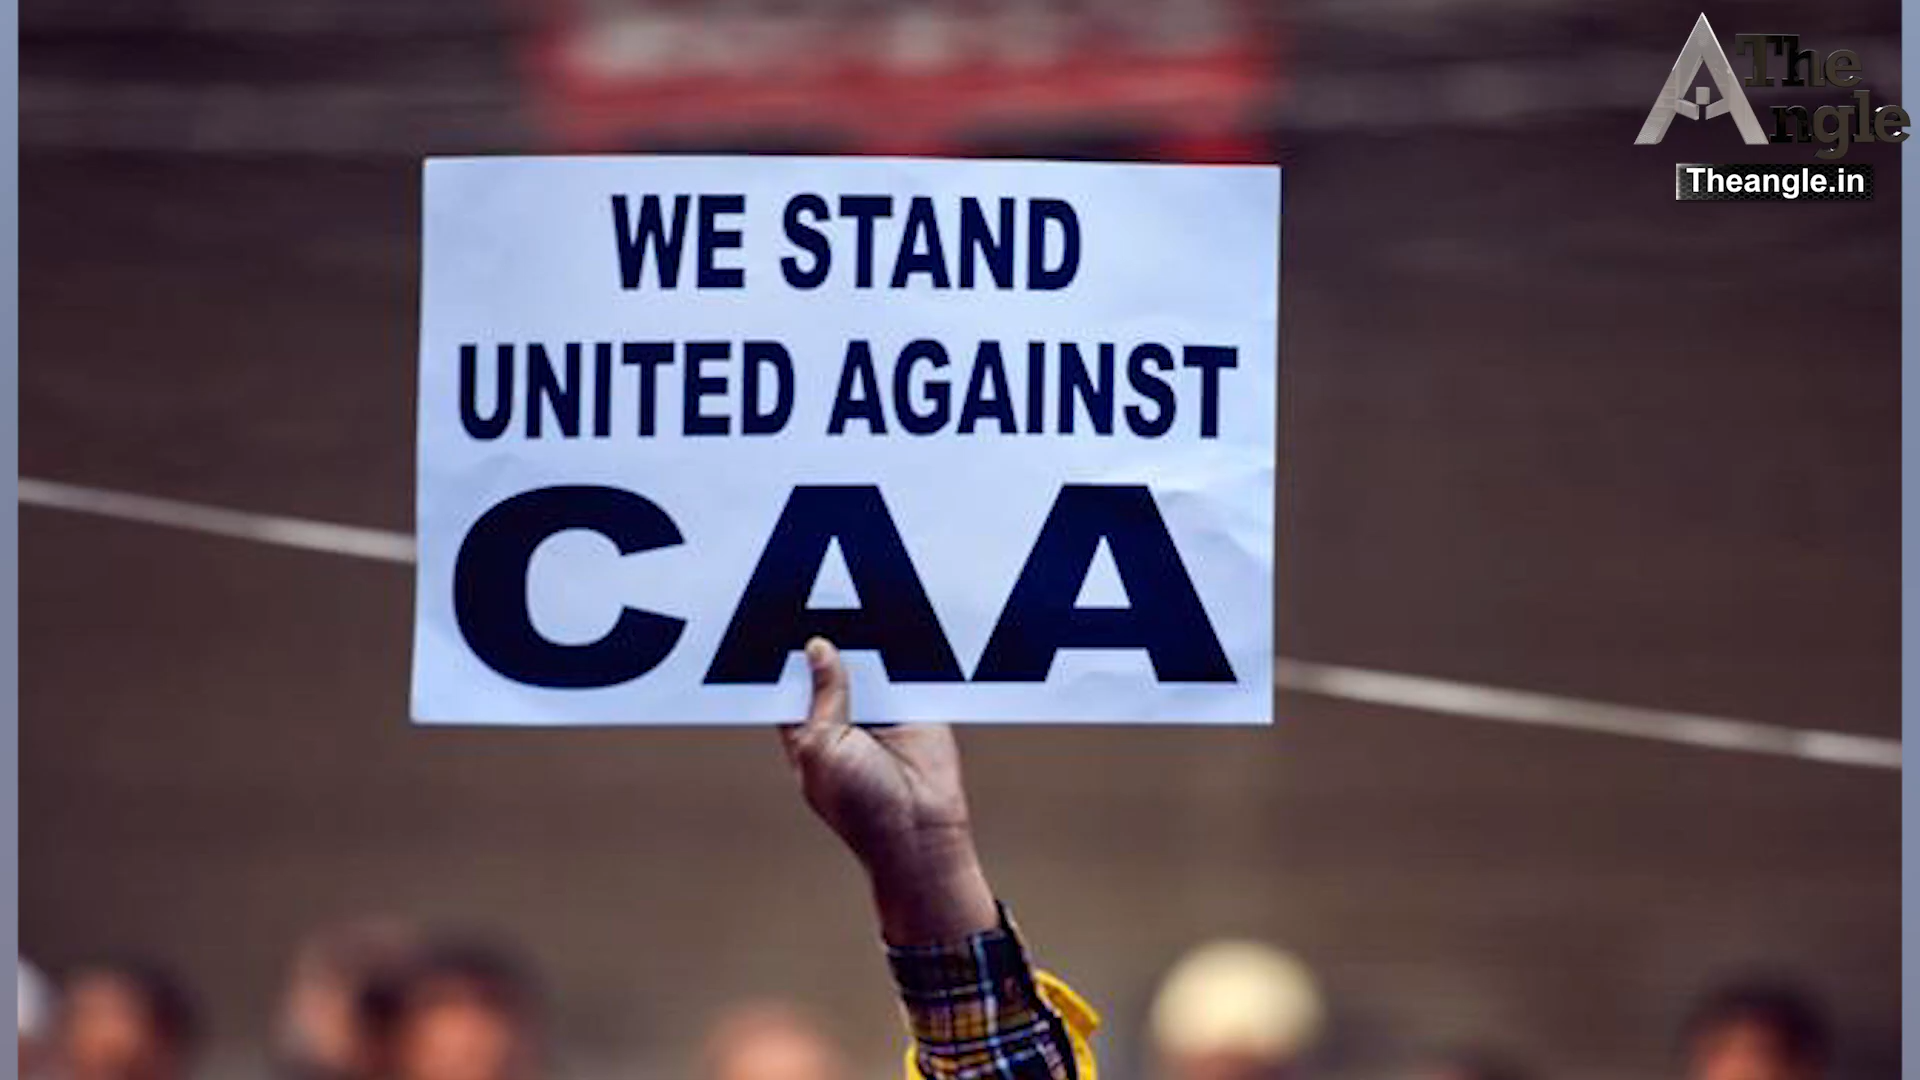 The
Angle
Theangle.in
WE STAND
UNITED AGAINST
CAA